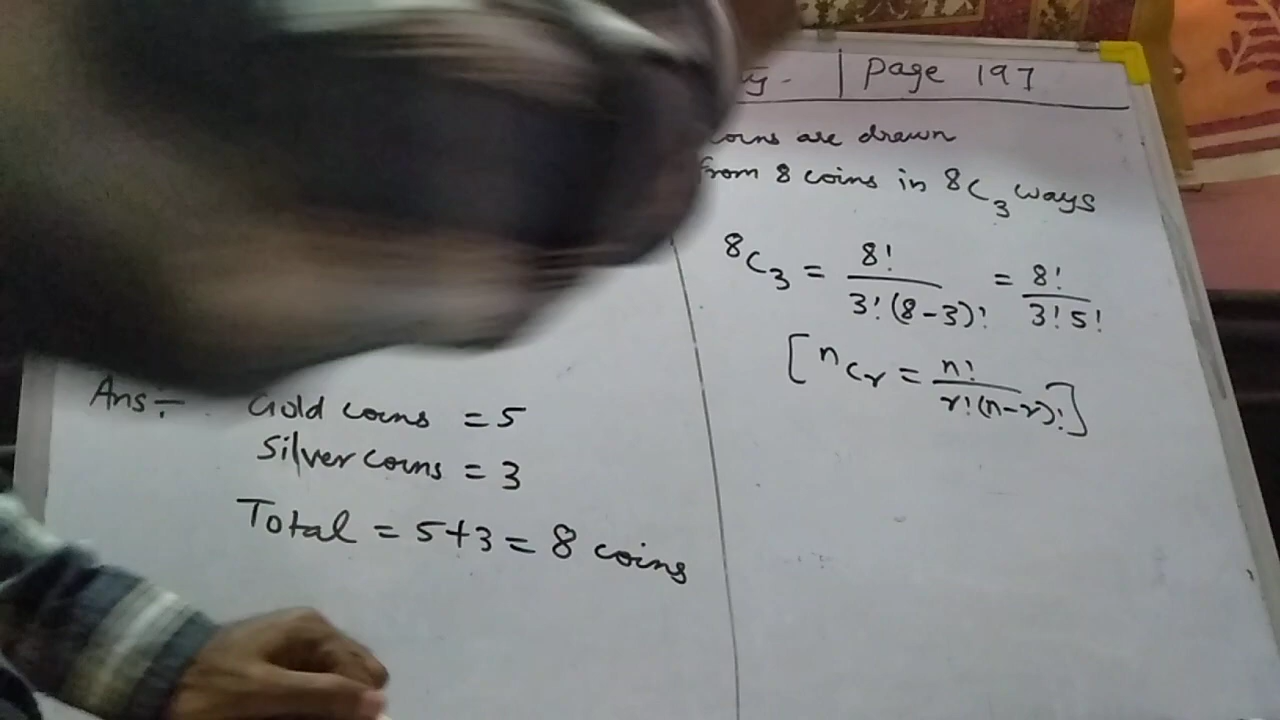 | Page 197
Ans:- Gold coins = 5
Silver coins = 3
Total = 5+3 = 8 coins
are drawn
from 8 coins in 8C₃ ways
⁸C₃ = 8! / 3!(8-3)! = 8! / 3!5!
[ⁿCᵣ = n! / r!(n-r)!]